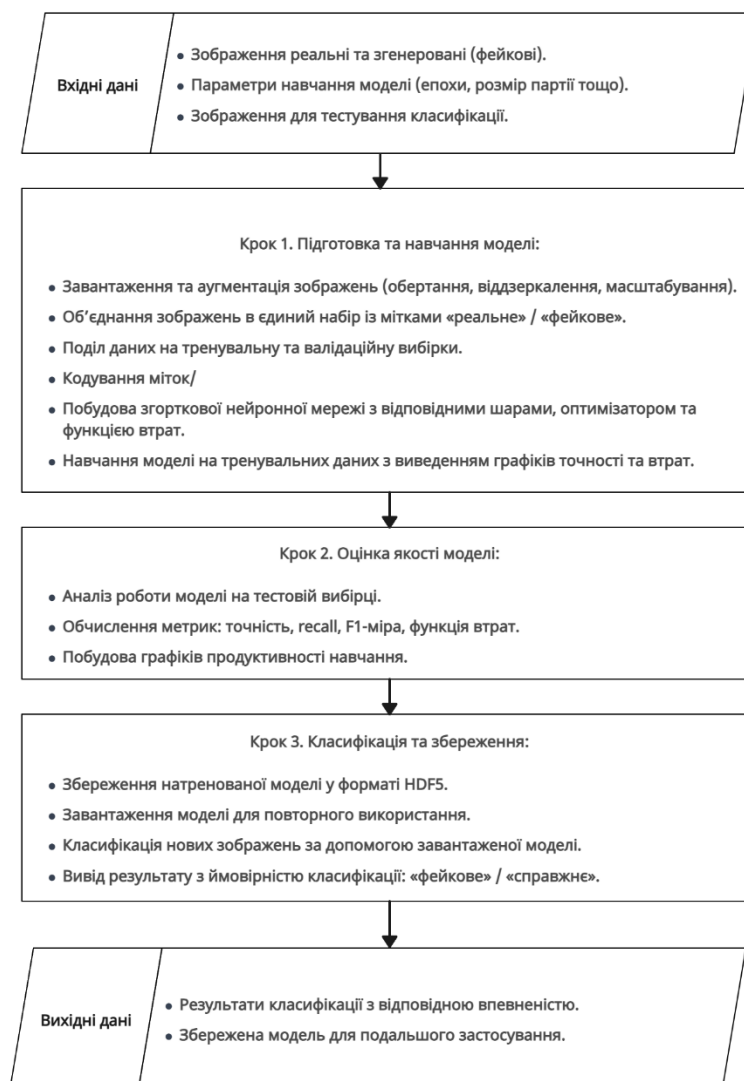 Вхідні дані
• Зображення реальні та згенеровані (фейкові).
• Параметри навчання моделі (епохи, розмір партії тощо).
• Зображення для тестування класифікації.
Крок 1. Підготовка та навчання моделі:
• Завантаження та аугментація зображень (обертання, віддзеркалення, масштабування).
• Об’єднання зображень в єдиний набір із мітками «реальне» / «фейкове».
• Поділ даних на тренувальну та валідаційну вибірки.
• Кодування міток/
• Побудова згорткової нейронної мережі з відповідними шарами, оптимізатором та
функцією втрат.
• Навчання моделі на тренувальних даних з виведенням графіків точності та втрат.
Крок 2. Оцінка якості моделі:
• Аналіз роботи моделі на тестовій вибірці.
• Обчислення метрик: точність, recall, F1-міра, функція втрат.
• Побудова графіків продуктивності навчання.
Крок 3. Класифікація та збереження:
• Збереження натренованої моделі у форматі HDF5.
• Завантаження моделі для повторного використання.
• Класифікація нових зображень за допомогою завантаженої моделі.
• Вивід результату з ймовірністю класифікації: «фейкове» / «справжнє».
Вихідні дані
• Результати класифікації з відповідною впевненістю.
• Збережена модель для подальшого застосування.